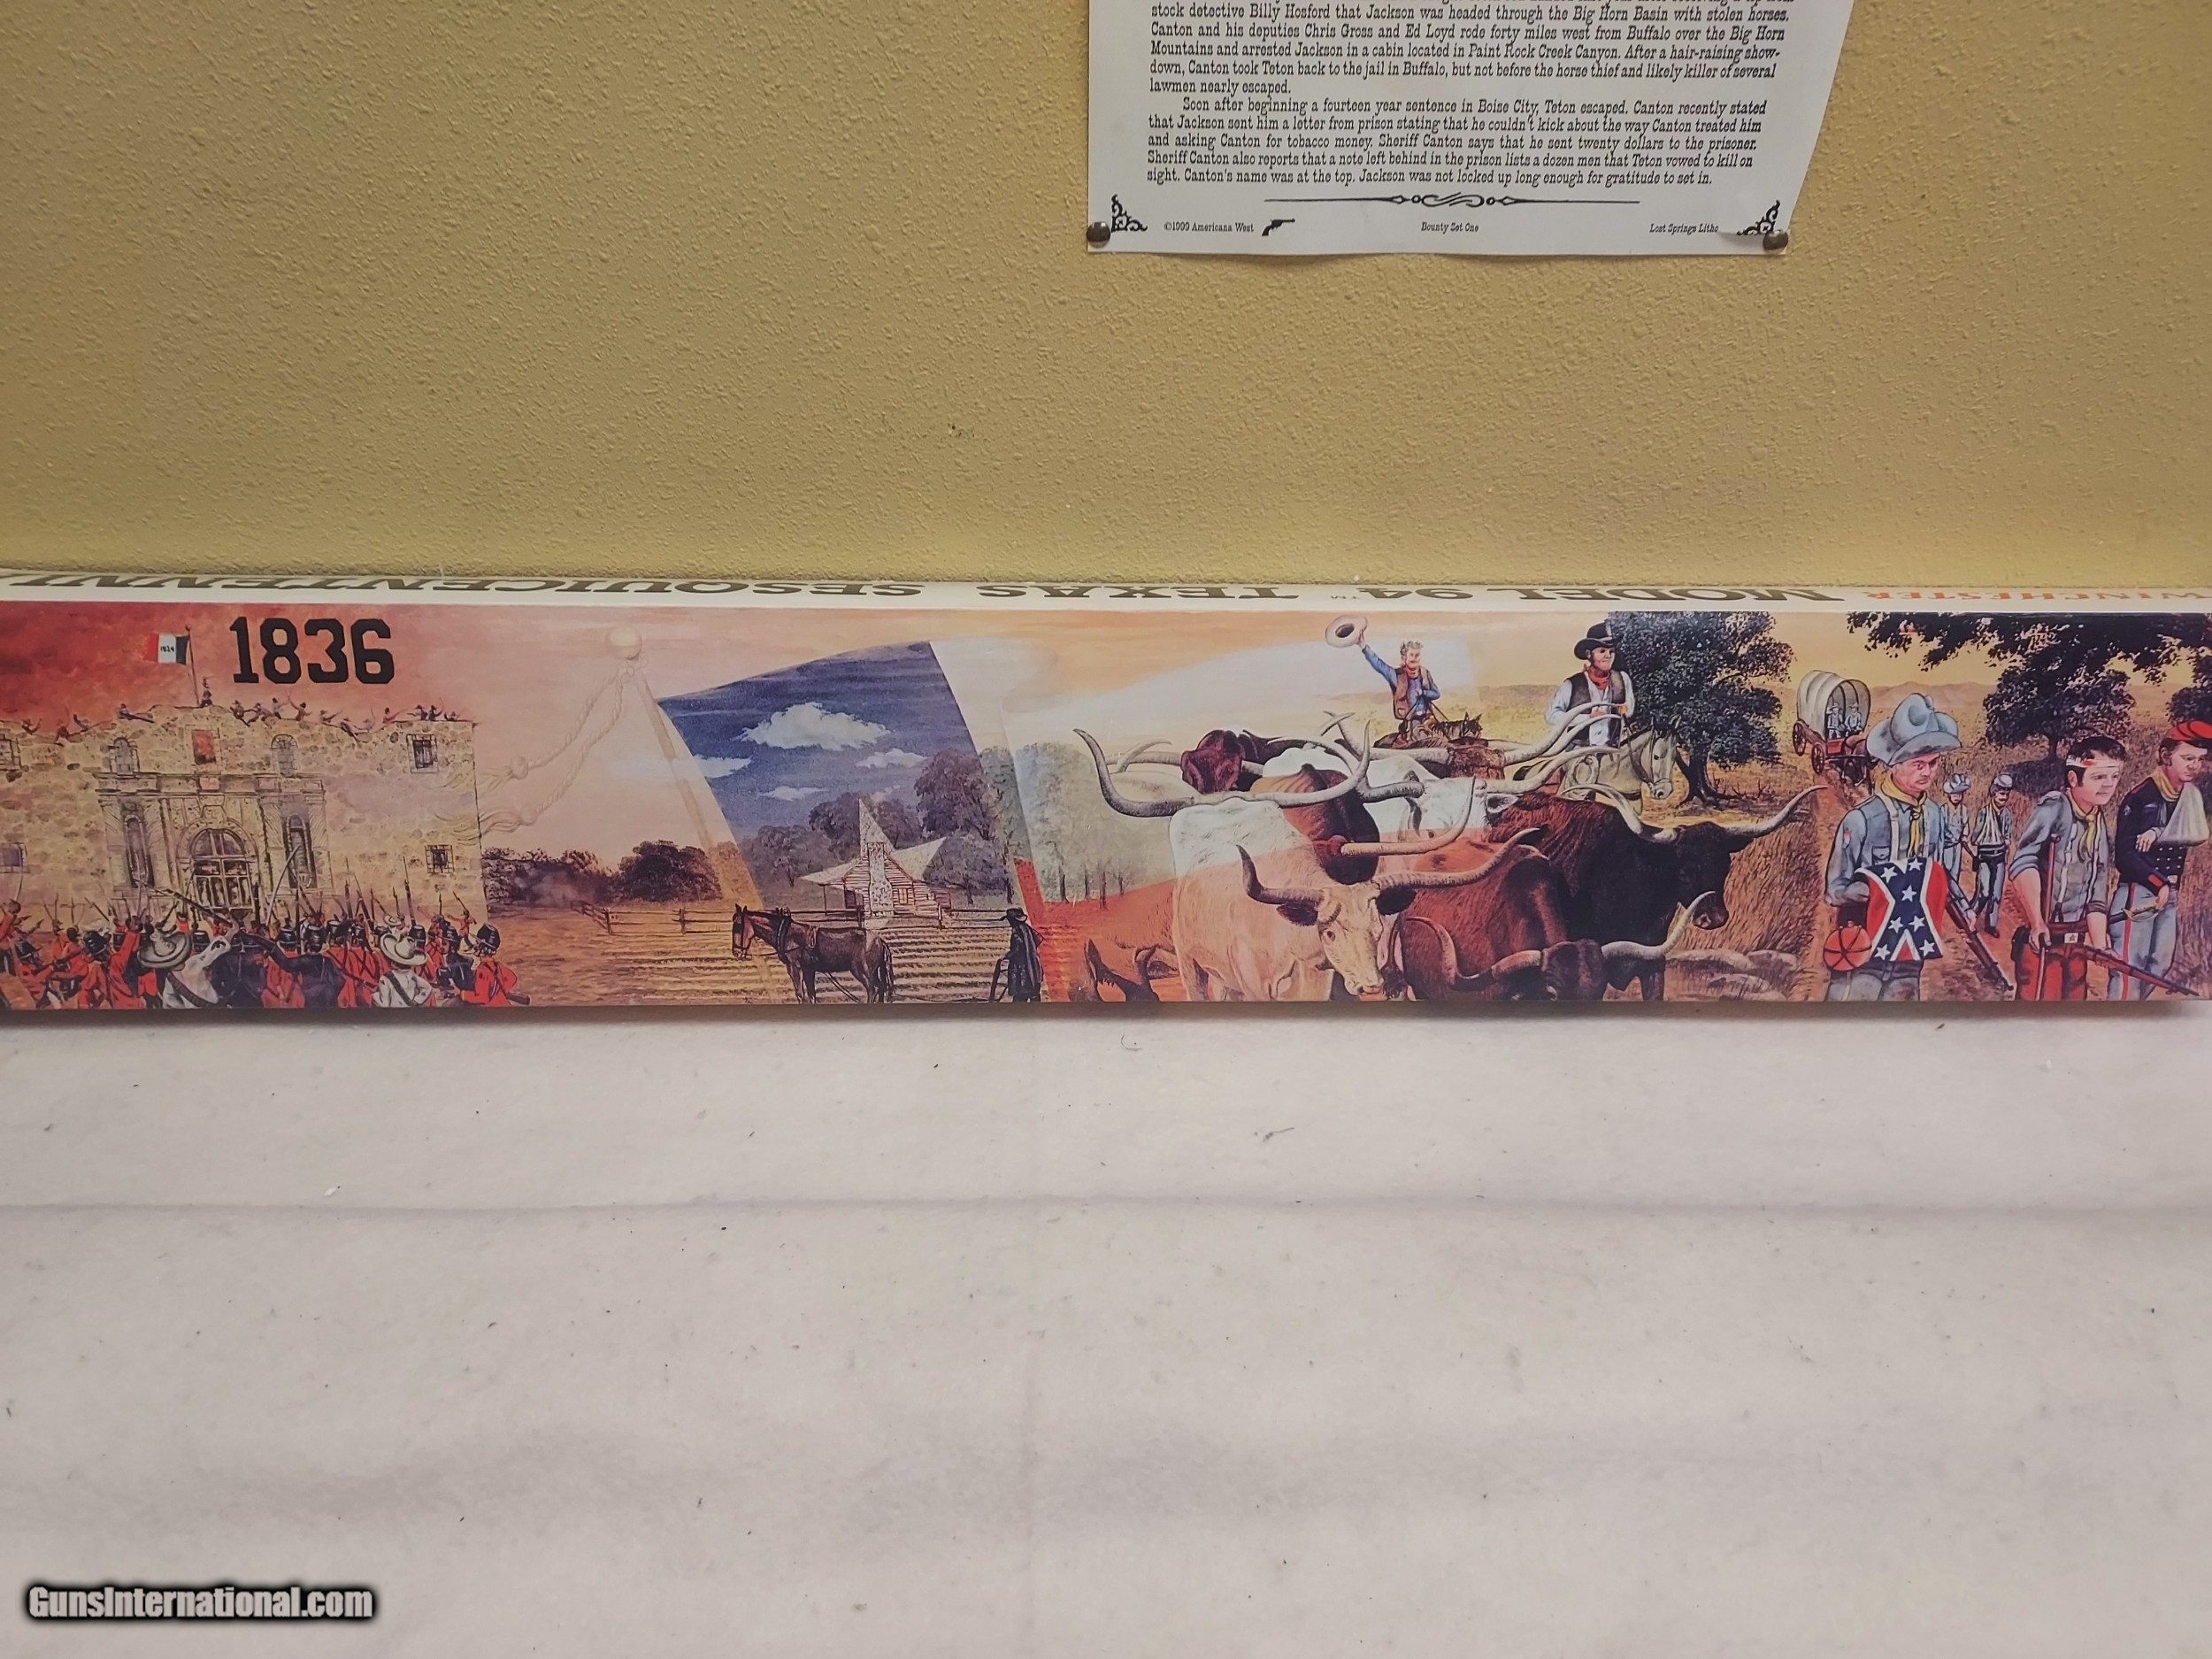 stock detective Billy Hosford that Jackson was headed through the Big Horn Basin with stolen horses.
Canton and his deputies Chris Gross and Ed Loyd rode forty miles west from Buffalo over the Big Horn
Mountains and arrested Jackson in a cabin located in Paint Rock Creek Canyon. After a hair-raising show-
down, Canton took Teton back to the jail in Buffalo, but not before the horse thief and likely killer of several
lawmen nearly escaped.
Soon after beginning a fourteen year sentence in Boise City, Teton escaped. Canton recently stated
that Jackson sent him a letter from prison stating that he couldn't kick about the way Canton treated him
and asking Canton for tobacco money. Sheriff Canton says that he sent twenty dollars to the prisoner.
Sheriff Canton also reports that a note left behind in the prison lists a dozen men that Teton vowed to kill on
sight. Canton's name was at the top. Jackson was not locked up long enough for gratitude to set in.
©1999 Americana West
Bounty Set One
Lost Springs Litho
WINCHESTER MODEL 94™ TEXAS SESQUICENTENNI
1836
1824
GunsInternational.com